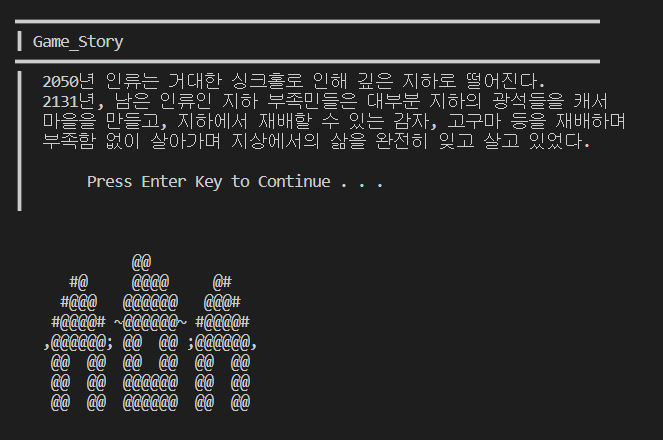 Game_Story
2050년 인류는 거대한 싱크홀로 인해 깊은 지하로 떨어진다.
2131년, 남은 인류인 지하 부족민들은 대부분 지하의 광석들을 캐서
마을을 만들고, 지하에서 재배할 수 있는 감자, 고구마 등을 재배하며
부족함 없이 살아가며 지상에서의 삶을 완전히 잊고 살고 있었다.
Press Enter Key to Continue . . .